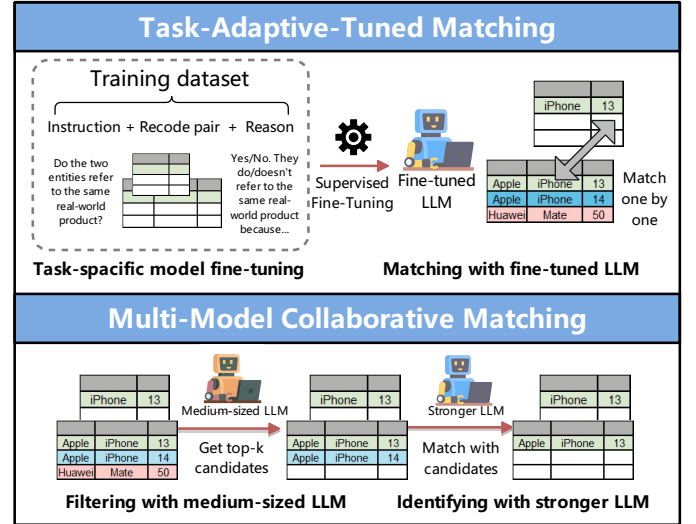 Task-Adaptive-Tuned Matching
Training dataset
Instruction + Recode pair + Reason
Do the two
entities refer
to the same
real-world
product?
Yes/No. They
do/doesn't
refer to the
same real-
world product
because...
Supervised
Fine-Tuning
Fine-tuned
LLM
iPhone 13
Apple iPhone 13
Apple iPhone 14
Huawei Mate 50
Match
one by
one
Task-spacific model fine-tuning
Matching with fine-tuned LLM
Multi-Model Collaborative Matching
iPhone 13
Apple iPhone 13
Apple iPhone 14
Huawei Mate 50
Medium-sized LLM
Get top-k
candidates
iPhone 13
Apple iPhone 13
Apple iPhone 14
Stronger LLM
Match with
candidates
iPhone 13
Apple iPhone 13
Filtering with medium-sized LLM
Identifying with stronger LLM